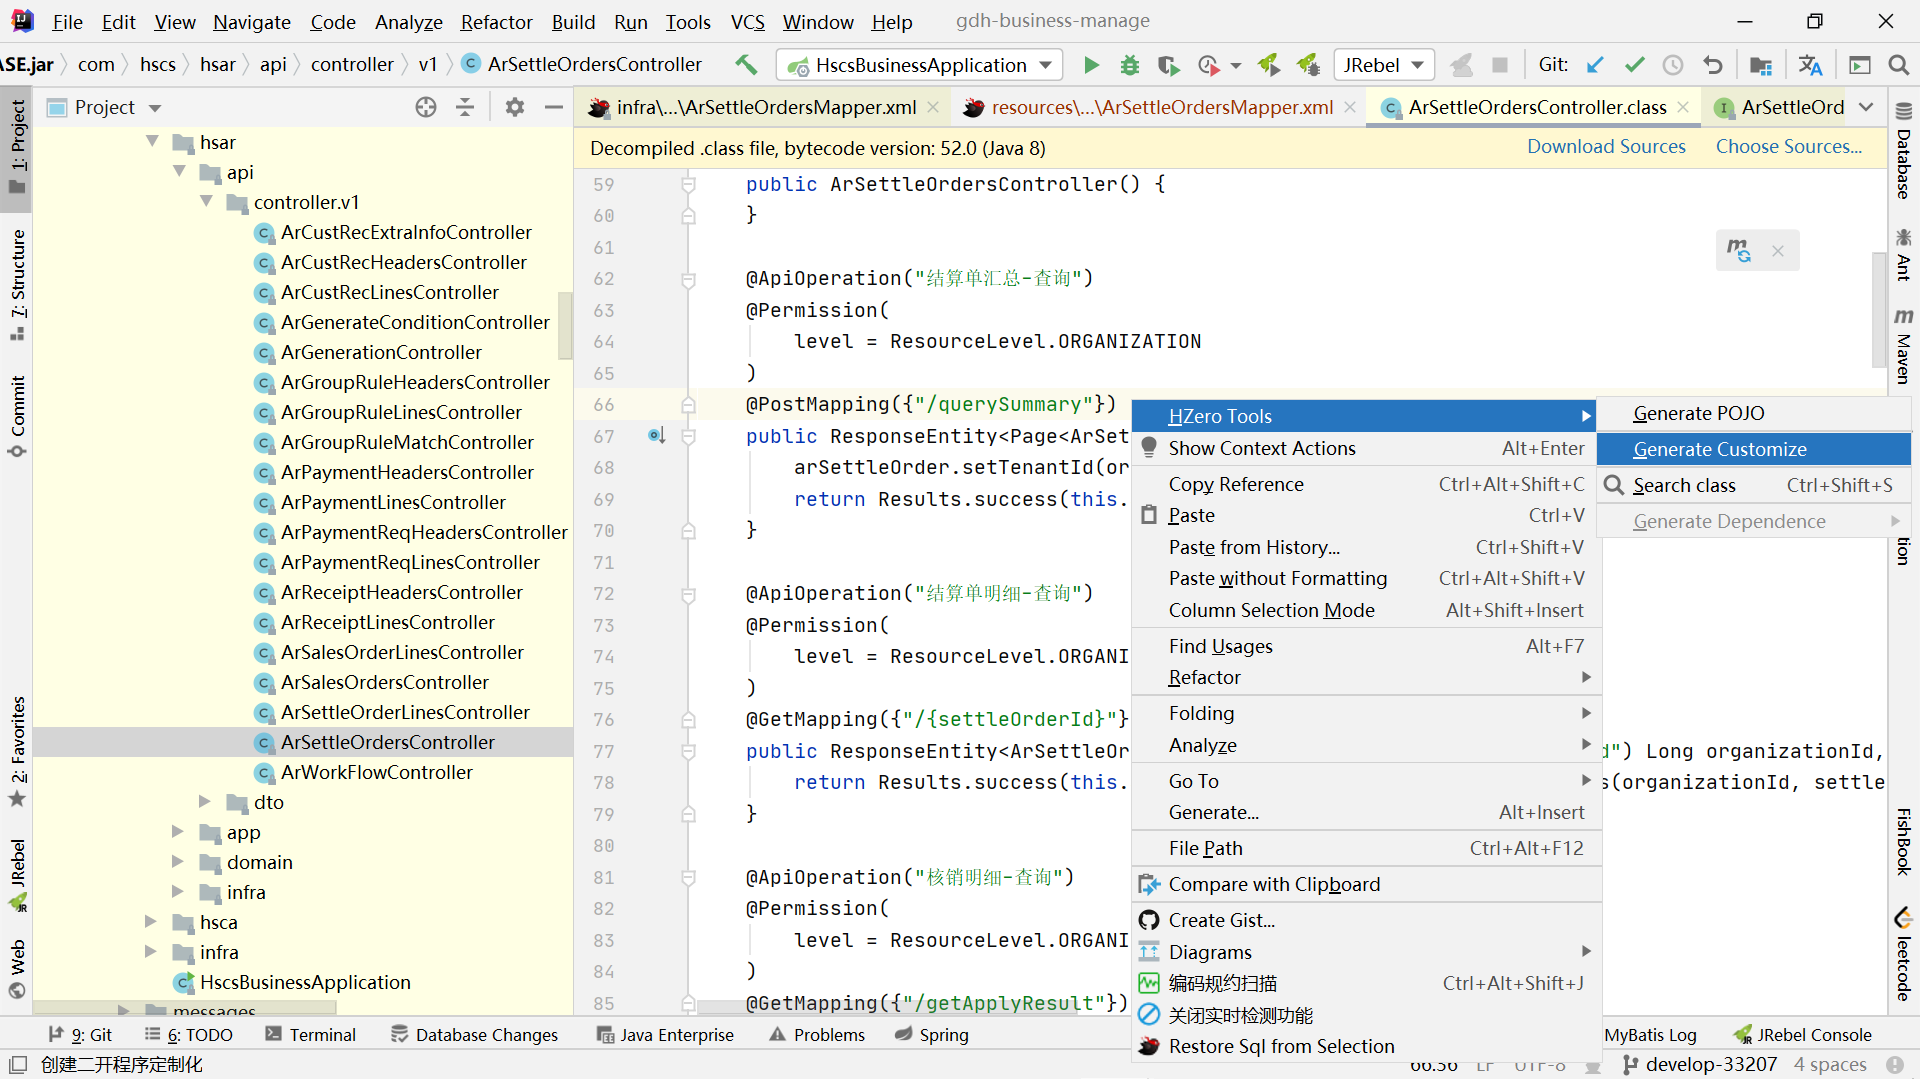 File Edit View Navigate Code Analyze Refactor Build Run Tools VCS Window Help gdh-business-manage
ASE.jar com hscs hsar api controller v1 ArSettleOrdersController HscsBusinessApplication JRebel Git:
Project
infra\...\ArSettleOrdersMapper.xml resources\...\ArSettleOrdersMapper.xml ArSettleOrdersController.class ArSettleOrd
Decompiled .class file, bytecode version: 52.0 (Java 8) Download Sources Choose Sources...
1: Project
7: Structure
Commit
2: Favorites
JRebel
Web
hsar
api
controller.v1
ArCustRecExtraInfoController
ArCustRecHeadersController
ArCustRecLinesController
ArGenerateConditionController
ArGenerationController
ArGroupRuleHeadersController
ArGroupRuleLinesController
ArGroupRuleMatchController
ArPaymentHeadersController
ArPaymentLinesController
ArPaymentReqHeadersController
ArPaymentReqLinesController
ArReceiptHeadersController
ArReceiptLinesController
ArSalesOrderLinesController
ArSalesOrdersController
ArSettleOrderLinesController
ArSettleOrdersController
ArWorkFlowController
dto
app
domain
infra
hsca
infra
HscsBusinessApplication
messages
59 public ArSettleOrdersController() {
60 }
61
62 @ApiOperation("结算单汇总-查询")
63 @Permission(
64 level = ResourceLevel.ORGANIZATION
65 )
66 @PostMapping({"/querySummary"})
67 public ResponseEntity<Page<ArSet
68 arSettleOrder.setTenantId(or
69 return Results.success(this.
70 }
71
72 @ApiOperation("结算单明细-查询")
73 @Permission(
74 level = ResourceLevel.ORGANI
75 )
76 @GetMapping({"/{settleOrderId}"}
77 public ResponseEntity<ArSettleOr d") Long organizationId,
78 return Results.success(this. s(organizationId, settle
79 }
80
81 @ApiOperation("核销明细-查询")
82 @Permission(
83 level = ResourceLevel.ORGANI
84 )
85 @GetMapping({"/getApplyResult"})
HZero Tools
Show Context Actions Alt+Enter
Copy Reference Ctrl+Alt+Shift+C
Paste Ctrl+V
Paste from History... Ctrl+Shift+V
Paste without Formatting Ctrl+Alt+Shift+V
Column Selection Mode Alt+Shift+Insert
Find Usages Alt+F7
Refactor
Folding
Analyze
Go To
Generate... Alt+Insert
File Path Ctrl+Alt+F12
Compare with Clipboard
Create Gist...
Diagrams
编码规约扫描 Ctrl+Alt+Shift+J
关闭实时检测功能
Restore Sql from Selection
Generate POJO
Generate Customize
Search class Ctrl+Shift+S
Generate Dependence
Database
Ant
Maven
tion
FishBook
leetcode
9: Git 6: TODO Terminal Database Changes Java Enterprise Problems Spring MyBatis Log JRebel Console
创建二开程序定制化 66:56 LF UTF-8 develop-33207 4 spaces